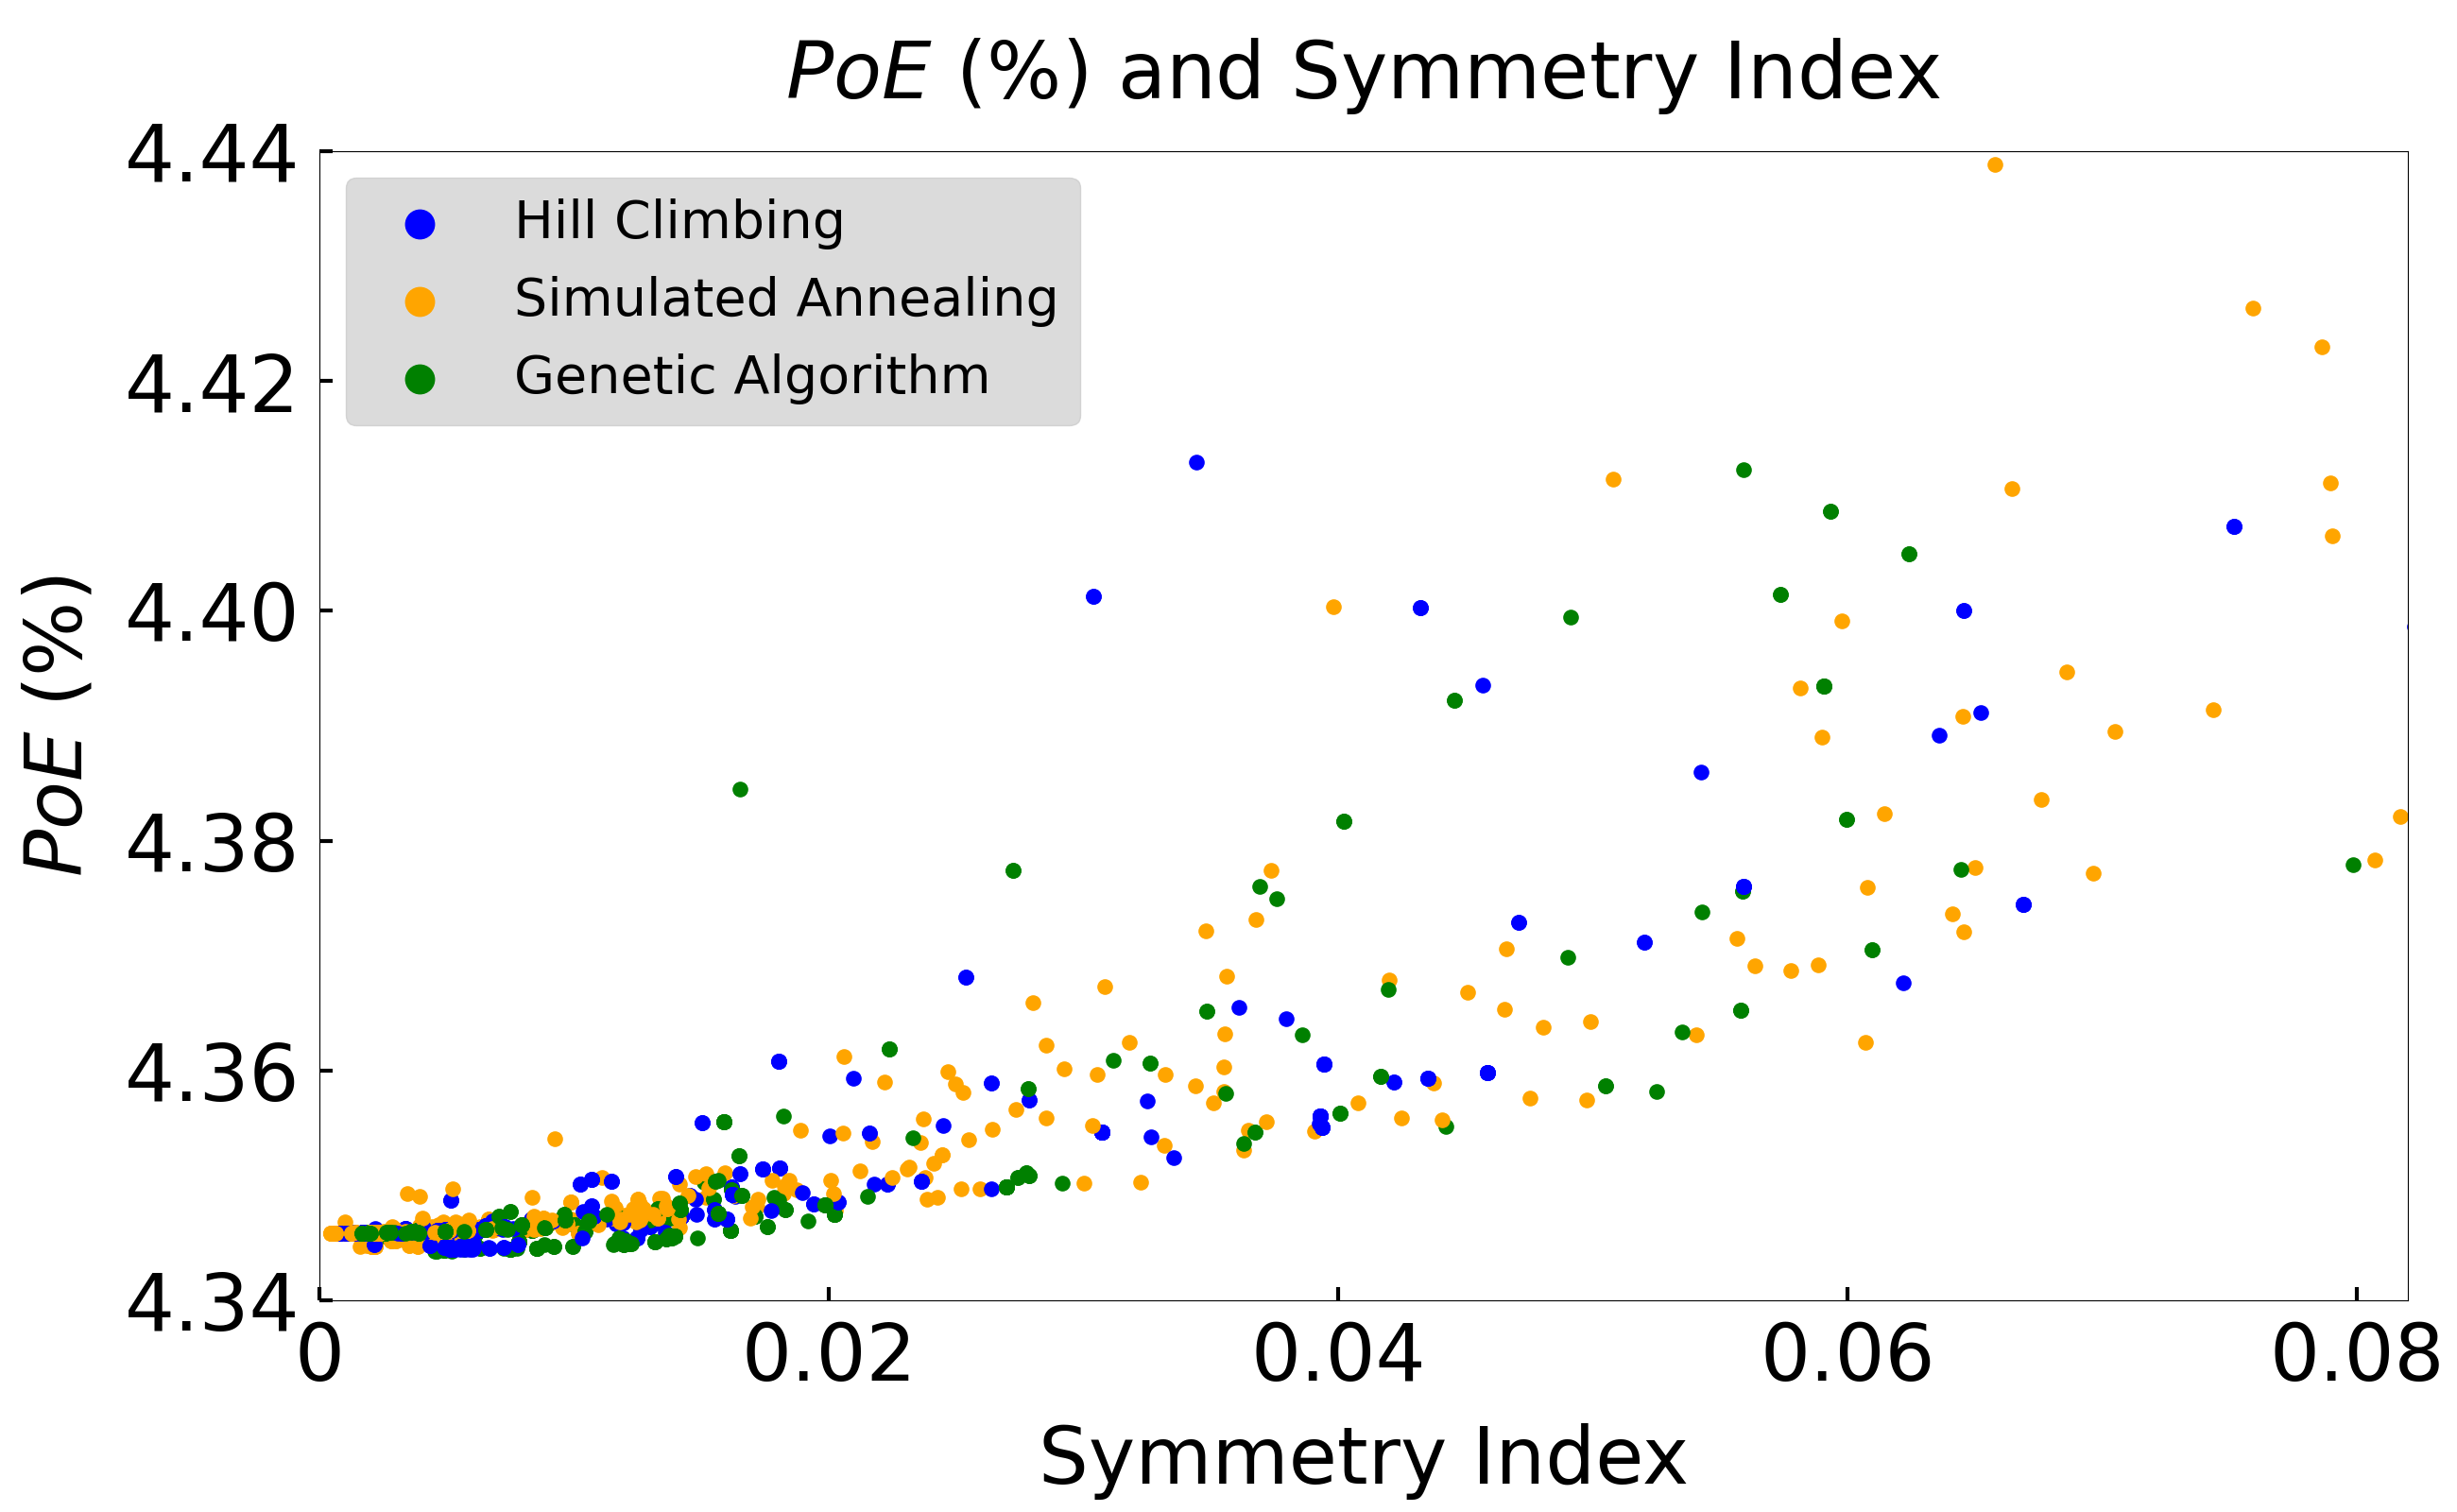 PoE (%) and Symmetry Index
4.44
4.42
4.40
4.38
4.36
4.34
PoE (%)
Hill Climbing
Simulated Annealing
Genetic Algorithm
0 0.02 0.04 0.06 0.08
Symmetry Index